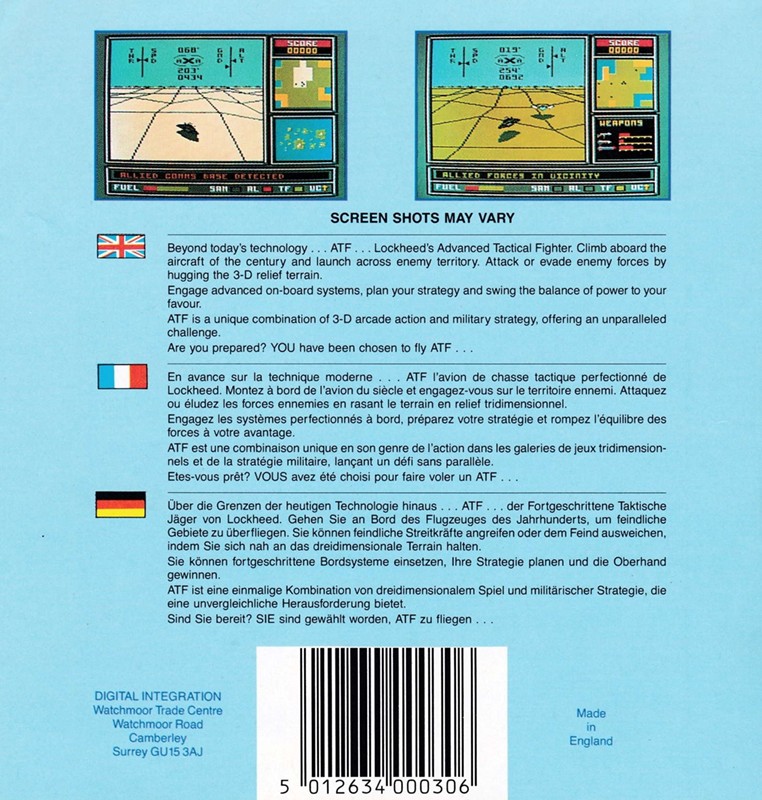 THR SPD 068° GND ALT
203°
0434
SCORE
00000
ALLIED COMMS BASE DETECTED
FUEL SAM AL TF UCT
THR SPD 019° GND ALT
254°
0692
SCORE
00000
WEAPONS
ALLIED FORCES IN VICINITY
FUEL SAM AL TF UCT
SCREEN SHOTS MAY VARY
Beyond today's technology . . . ATF . . . Lockheed's Advanced Tactical Fighter. Climb aboard the
aircraft of the century and launch across enemy territory. Attack or evade enemy forces by
hugging the 3-D relief terrain.
Engage advanced on-board systems, plan your strategy and swing the balance of power to your
favour.
ATF is a unique combination of 3-D arcade action and military strategy, offering an unparalleled
challenge.
Are you prepared? YOU have been chosen to fly ATF . . .
En avance sur la technique moderne . . . ATF l'avion de chasse tactique perfectionné de
Lockheed. Montez à bord de l'avion du siècle et engagez-vous sur le territoire ennemi. Attaquez
ou éludez les forces ennemies en rasant le terrain en relief tridimensionnel.
Engagez les systèmes perfectionnés à bord, préparez votre stratégie et rompez l'équilibre des
forces à votre avantage.
ATF est une combinaison unique en son genre de l'action dans les galeries de jeux tridimension-
nels et de la stratégie militaire, lançant un défi sans parallèle.
Etes-vous prêt? VOUS avez été choisi pour faire voler un ATF . . .
Über die Grenzen der heutigen Technologie hinaus . . . ATF . . . der Fortgeschrittene Taktische
Jäger von Lockheed. Gehen Sie an Bord des Flugzeuges des Jahrhunderts, um feindliche
Gebiete zu überfliegen. Sie können feindliche Streitkräfte angreifen oder dem Feind ausweichen,
indem Sie sich nah an das dreidimensionale Terrain halten.
Sie können fortgeschrittene Bordsysteme einsetzen, Ihre Strategie planen und die Oberhand
gewinnen.
ATF ist eine einmalige Kombination von dreidimensionalem Spiel und militärischer Strategie, die
eine unvergleichliche Herausforderung bietet.
Sind Sie bereit? SIE sind gewählt worden, ATF zu fliegen . . .
DIGITAL INTEGRATION
Watchmoor Trade Centre
Watchmoor Road
Camberley
Surrey GU15 3AJ
5 012634 000306
Made
in
England